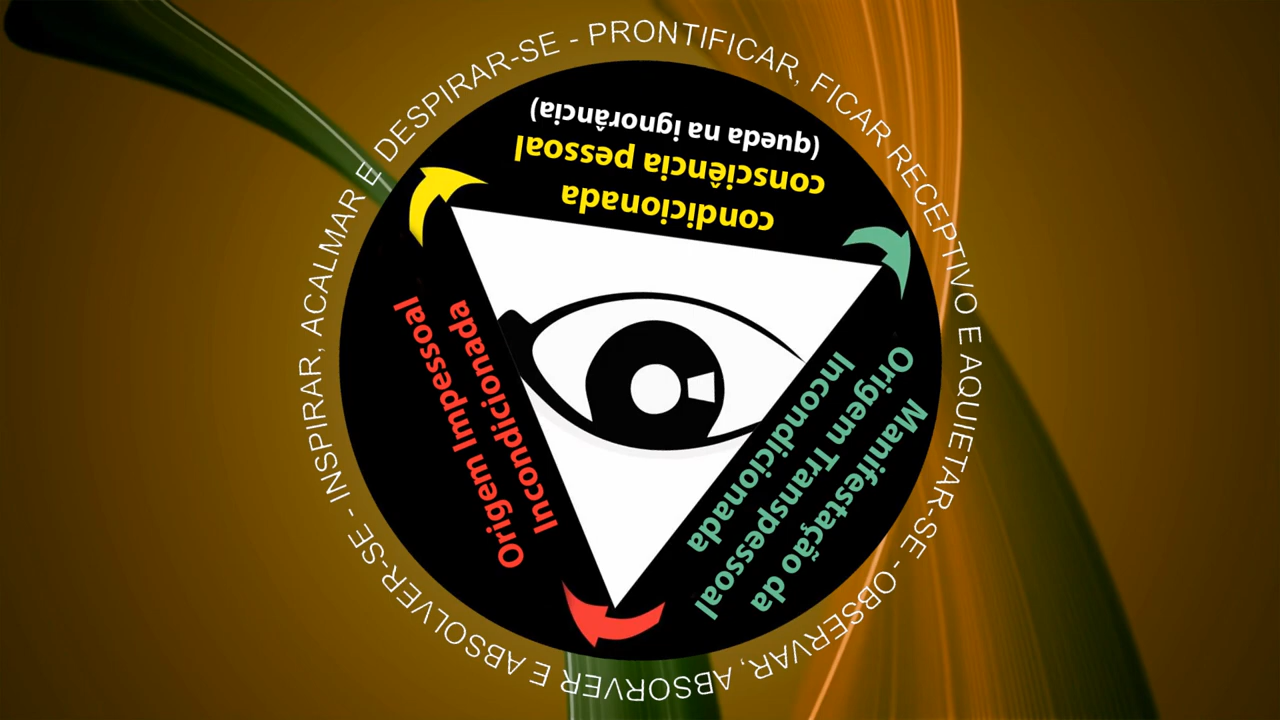 INSPIRAR, ACALMAR E DESPIRAR-SE - PRONTIFICAR, FICAR RECEPTIVO E AQUIETAR-SE - OBSERVAR, ABSORVER E ABSOLVER-SE -
condicionada
consciência pessoal
(queda na ignorância)
Origem Impessoal
Incondicionada
Manifestação da
Origem Transpessoal
Incondicionada